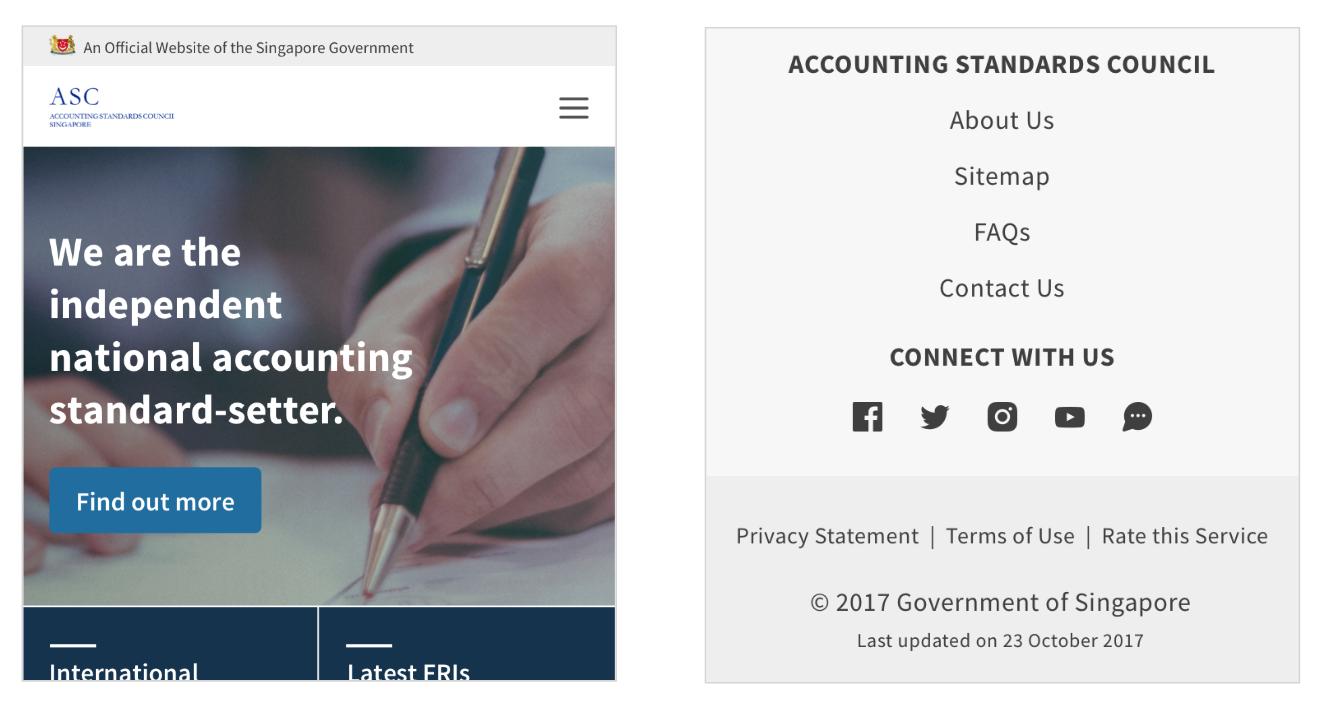 An Official Website of the Singapore Government
ASC
ACCOUNTING STANDARDS COUNCIL
SINGAPORE
We are the
independent
national accounting
standard-setter.
Find out more
International
Latest FRIs
ACCOUNTING STANDARDS COUNCIL
About Us
Sitemap
FAQs
Contact Us
CONNECT WITH US
Privacy Statement | Terms of Use | Rate this Service
© 2017 Government of Singapore
Last updated on 23 October 2017